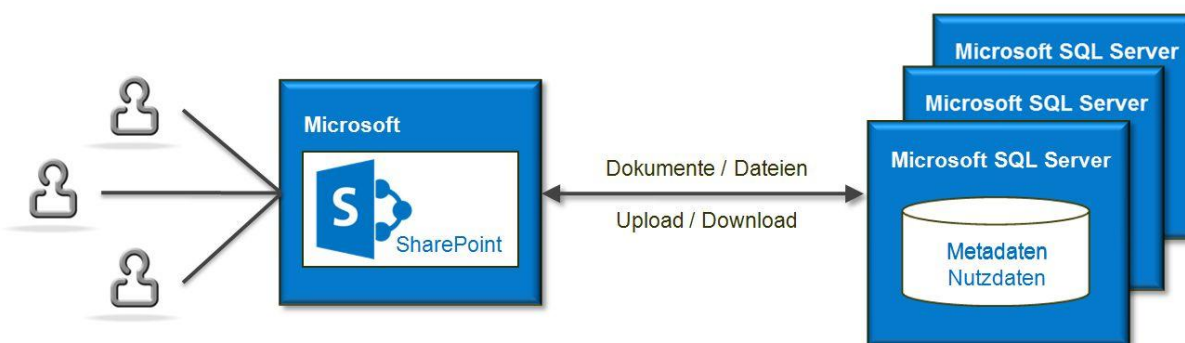 Microsoft
S
SharePoint
Dokumente / Dateien
Upload / Download
Microsoft SQL Server
Microsoft SQL Server
Microsoft SQL Server
Metadaten
Nutzdaten